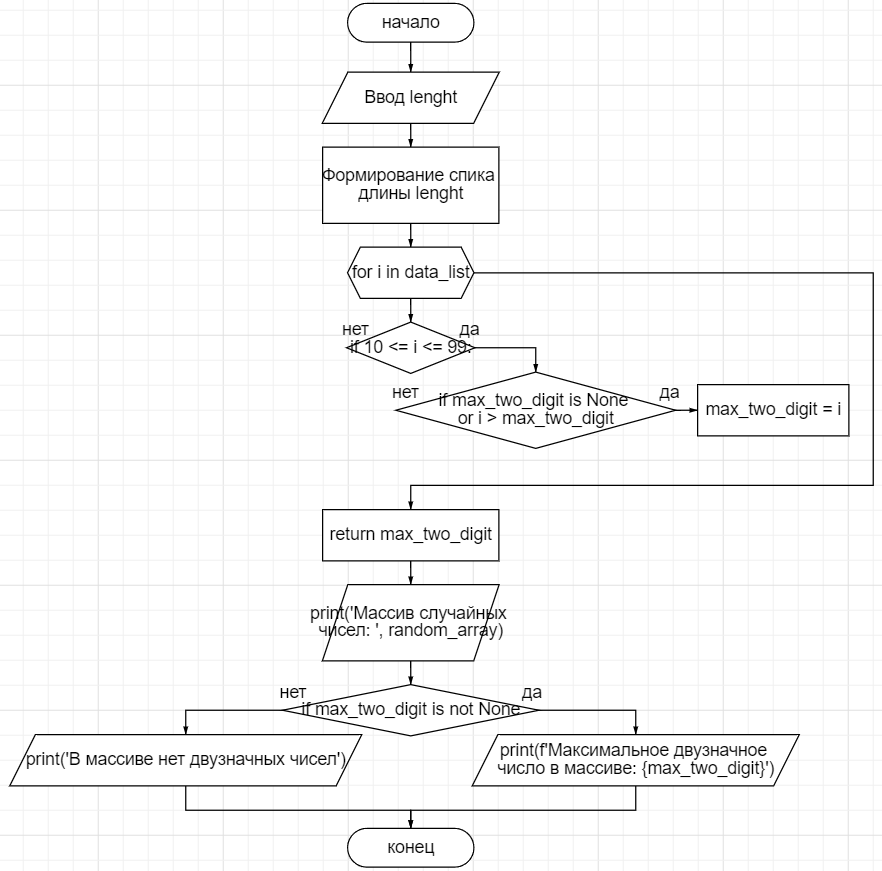 начало
Ввод lenght
Формирование спика
длины lenght
for i in data_list
нет
да
if 10 <= i <= 99:
нет
да
if max_two_digit is None
or i > max_two_digit
max_two_digit = i
return max_two_digit
print('Массив случайных
чисел: ', random_array)
нет
да
if max_two_digit is not None
print('В массиве нет двузначных чисел')
print(f'Максимальное двузначное
число в массиве: {max_two_digit}')
конец